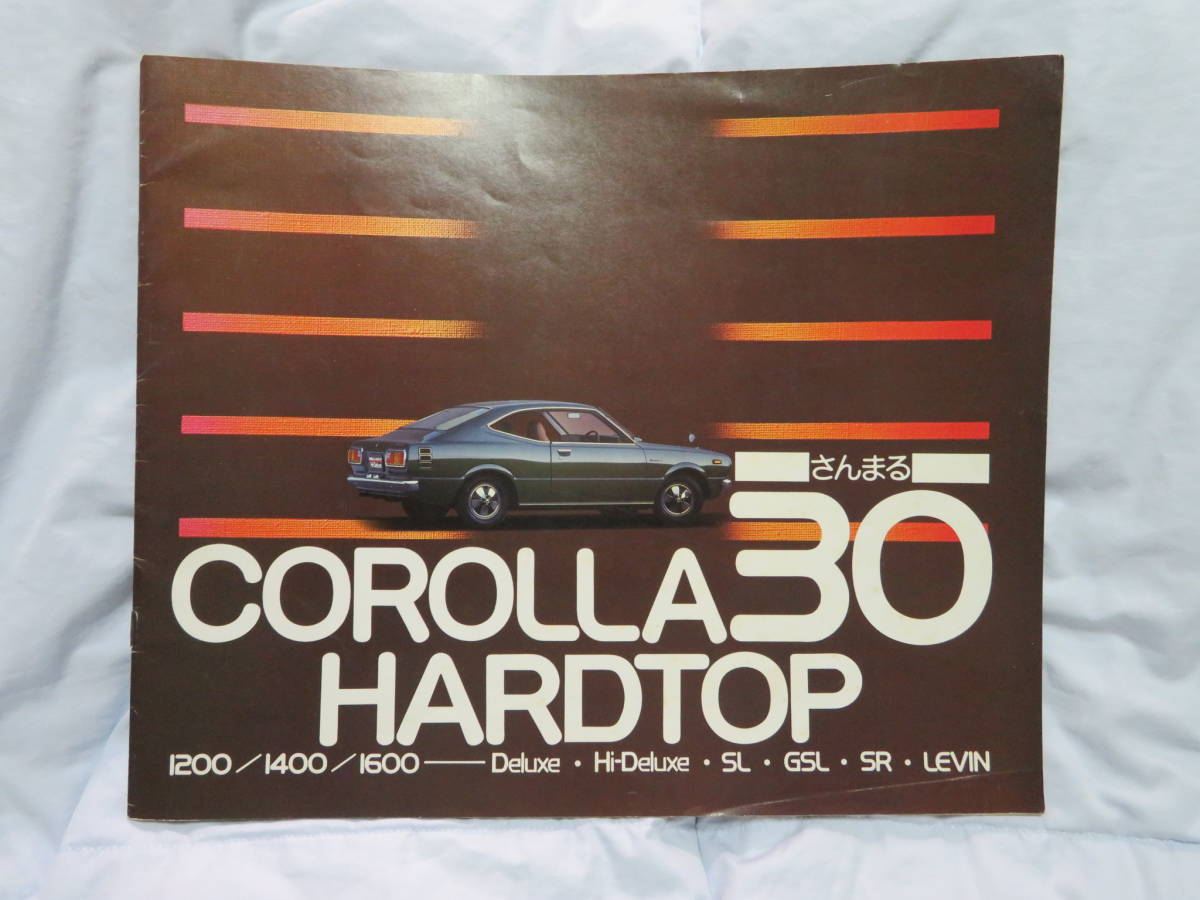 さんまる
COROLLA 30
HARDTOP
1200/1400/1600—Deluxe・Hi-Deluxe・SL・GSL・SR・LEVIN